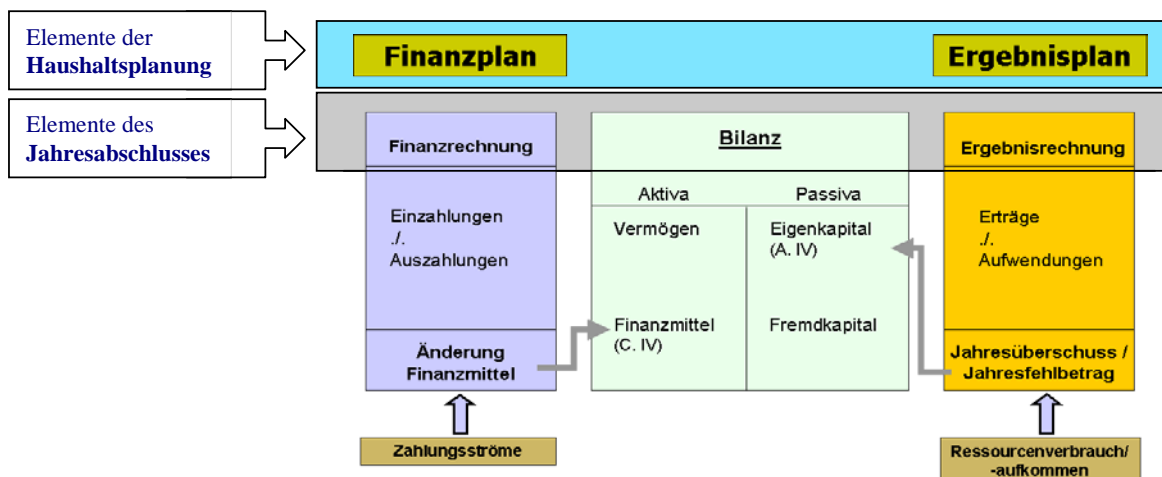 Elemente der
Haushaltsplanung
Finanzplan
Ergebnisplan
Elemente des
Jahresabschlusses
Finanzrechnung
Einzahlungen
./.
Auszahlungen
Änderung
Finanzmittel
Zahlungsströme
Bilanz
Aktiva
Passiva
Vermögen
Eigenkapital
(A. IV)
Finanzmittel
(C. IV)
Fremdkapital
Ergebnisrechnung
Erträge
./.
Aufwendungen
Jahresüberschuss /
Jahresfehlbetrag
Ressourcenverbrauch/
-aufkommen